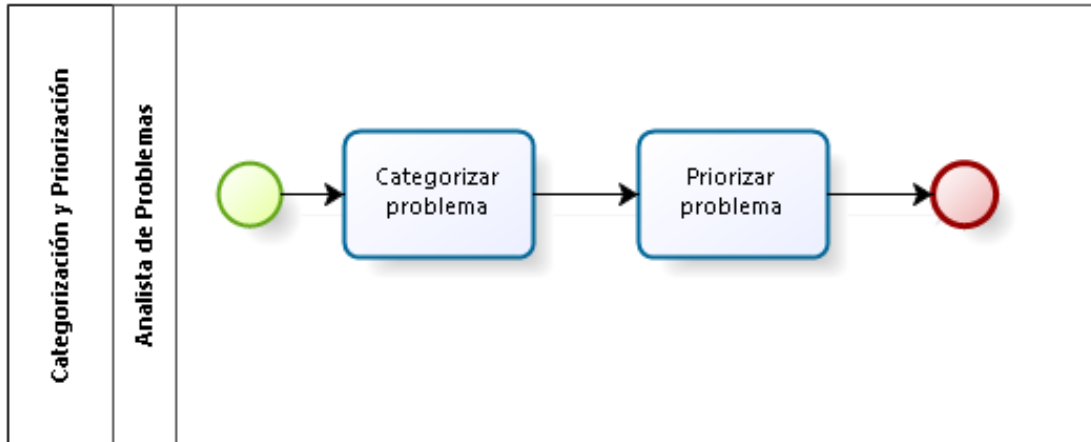 Categorización y Priorización
Analista de Problemas
Categorizar
problema
Priorizar
problema